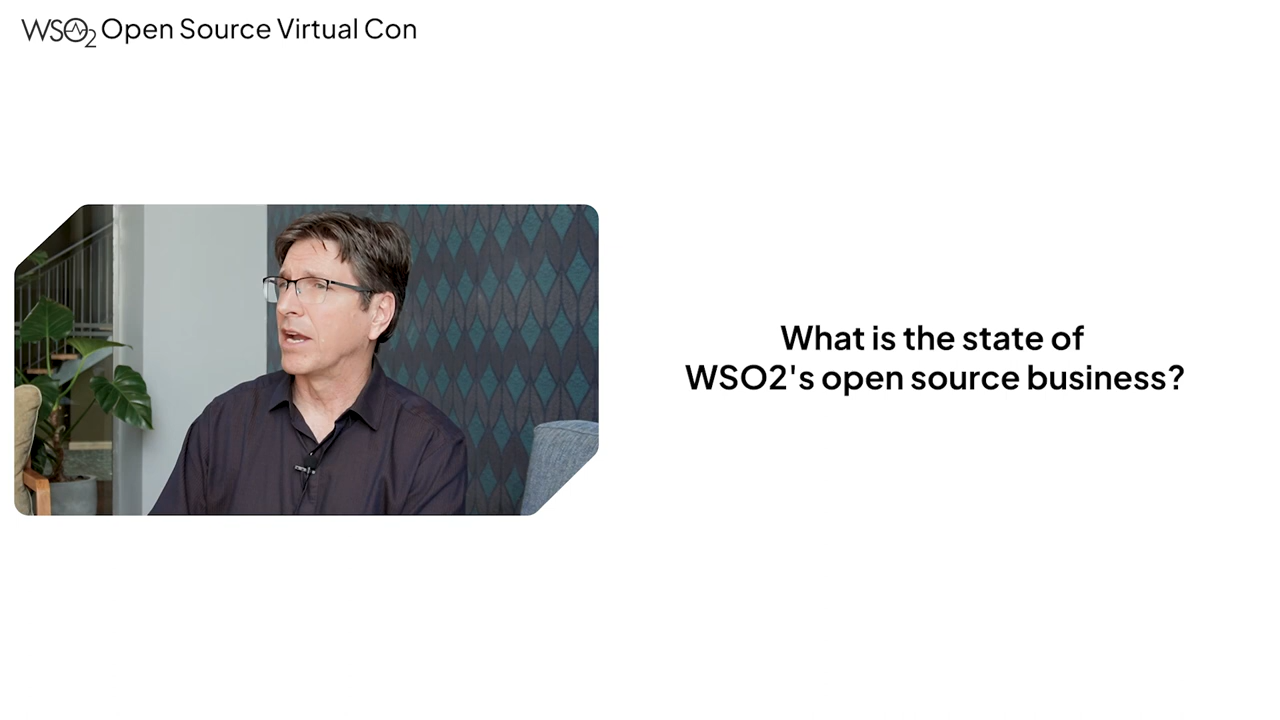 WSO2 Open Source Virtual Con
What is the state of
WSO2's open source business?